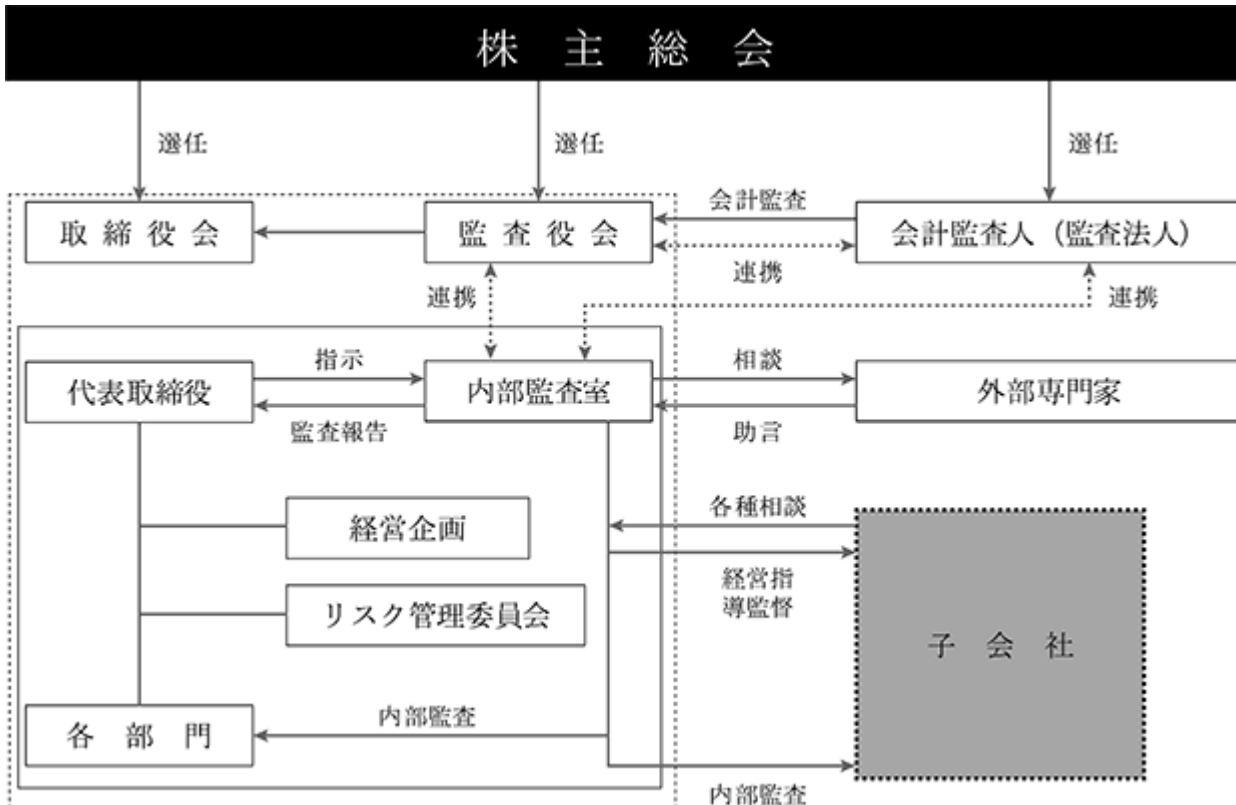 株主総会
選任
選任
選任
取締役会
監査役会
会計監査
会計監査人（監査法人）
連携
連携
連携
代表取締役
指示
内部監査室
相談
外部専門家
監査報告
助言
経営企画
各種相談
経営指
導監督
リスク管理委員会
子会社
各部門
内部監査
内部監査